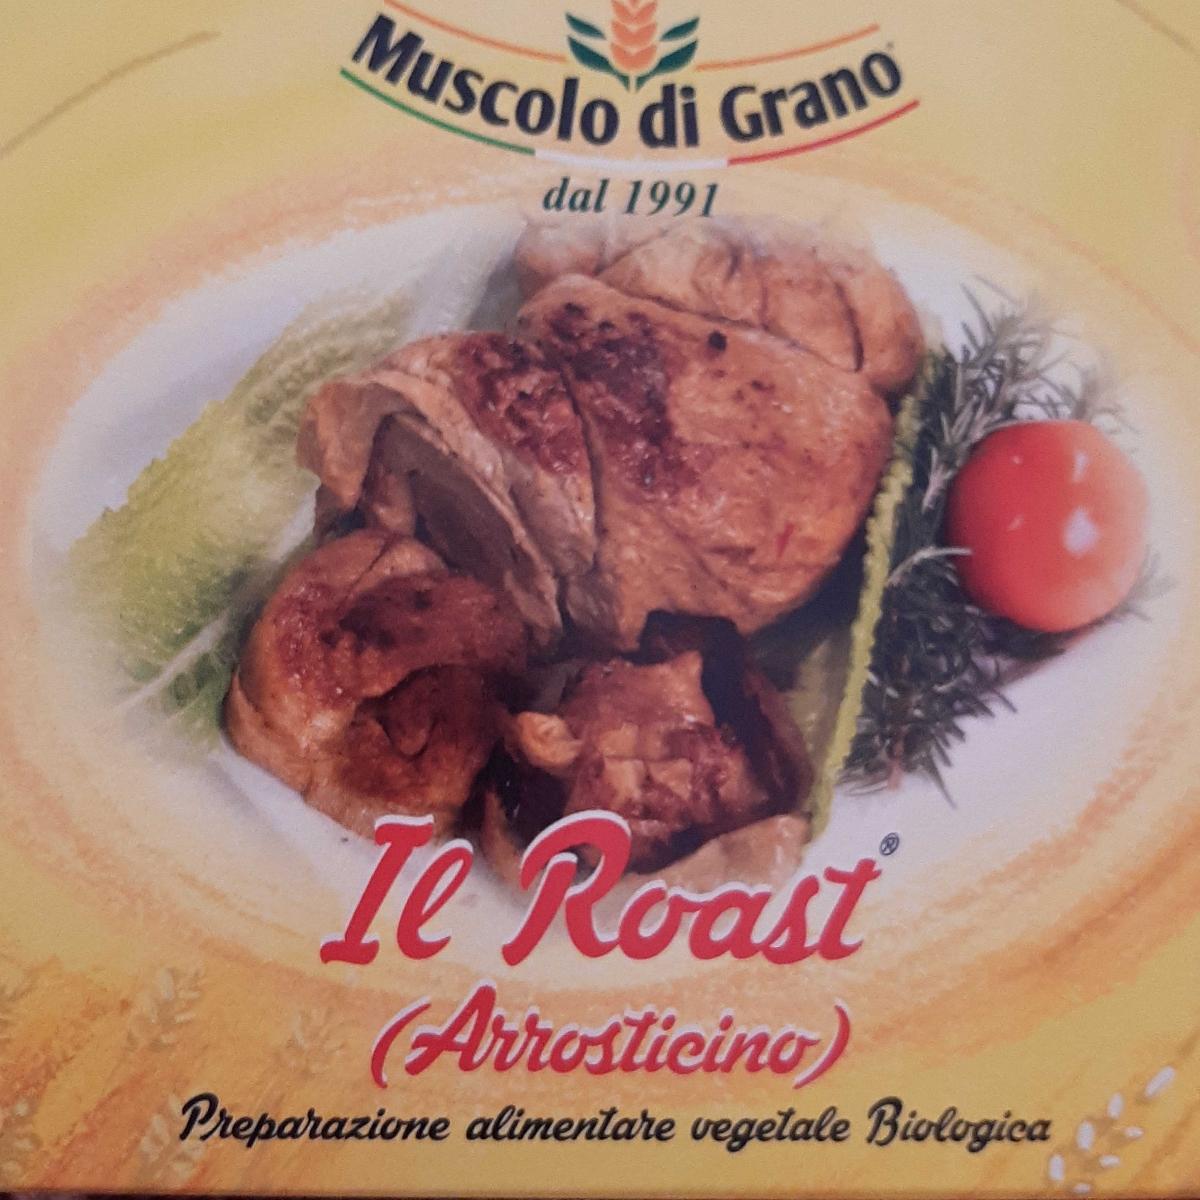 Muscolo di Grano
dal 1991
Il Roast®
(Arrosticino)
Preparazione alimentare vegetale Biologica